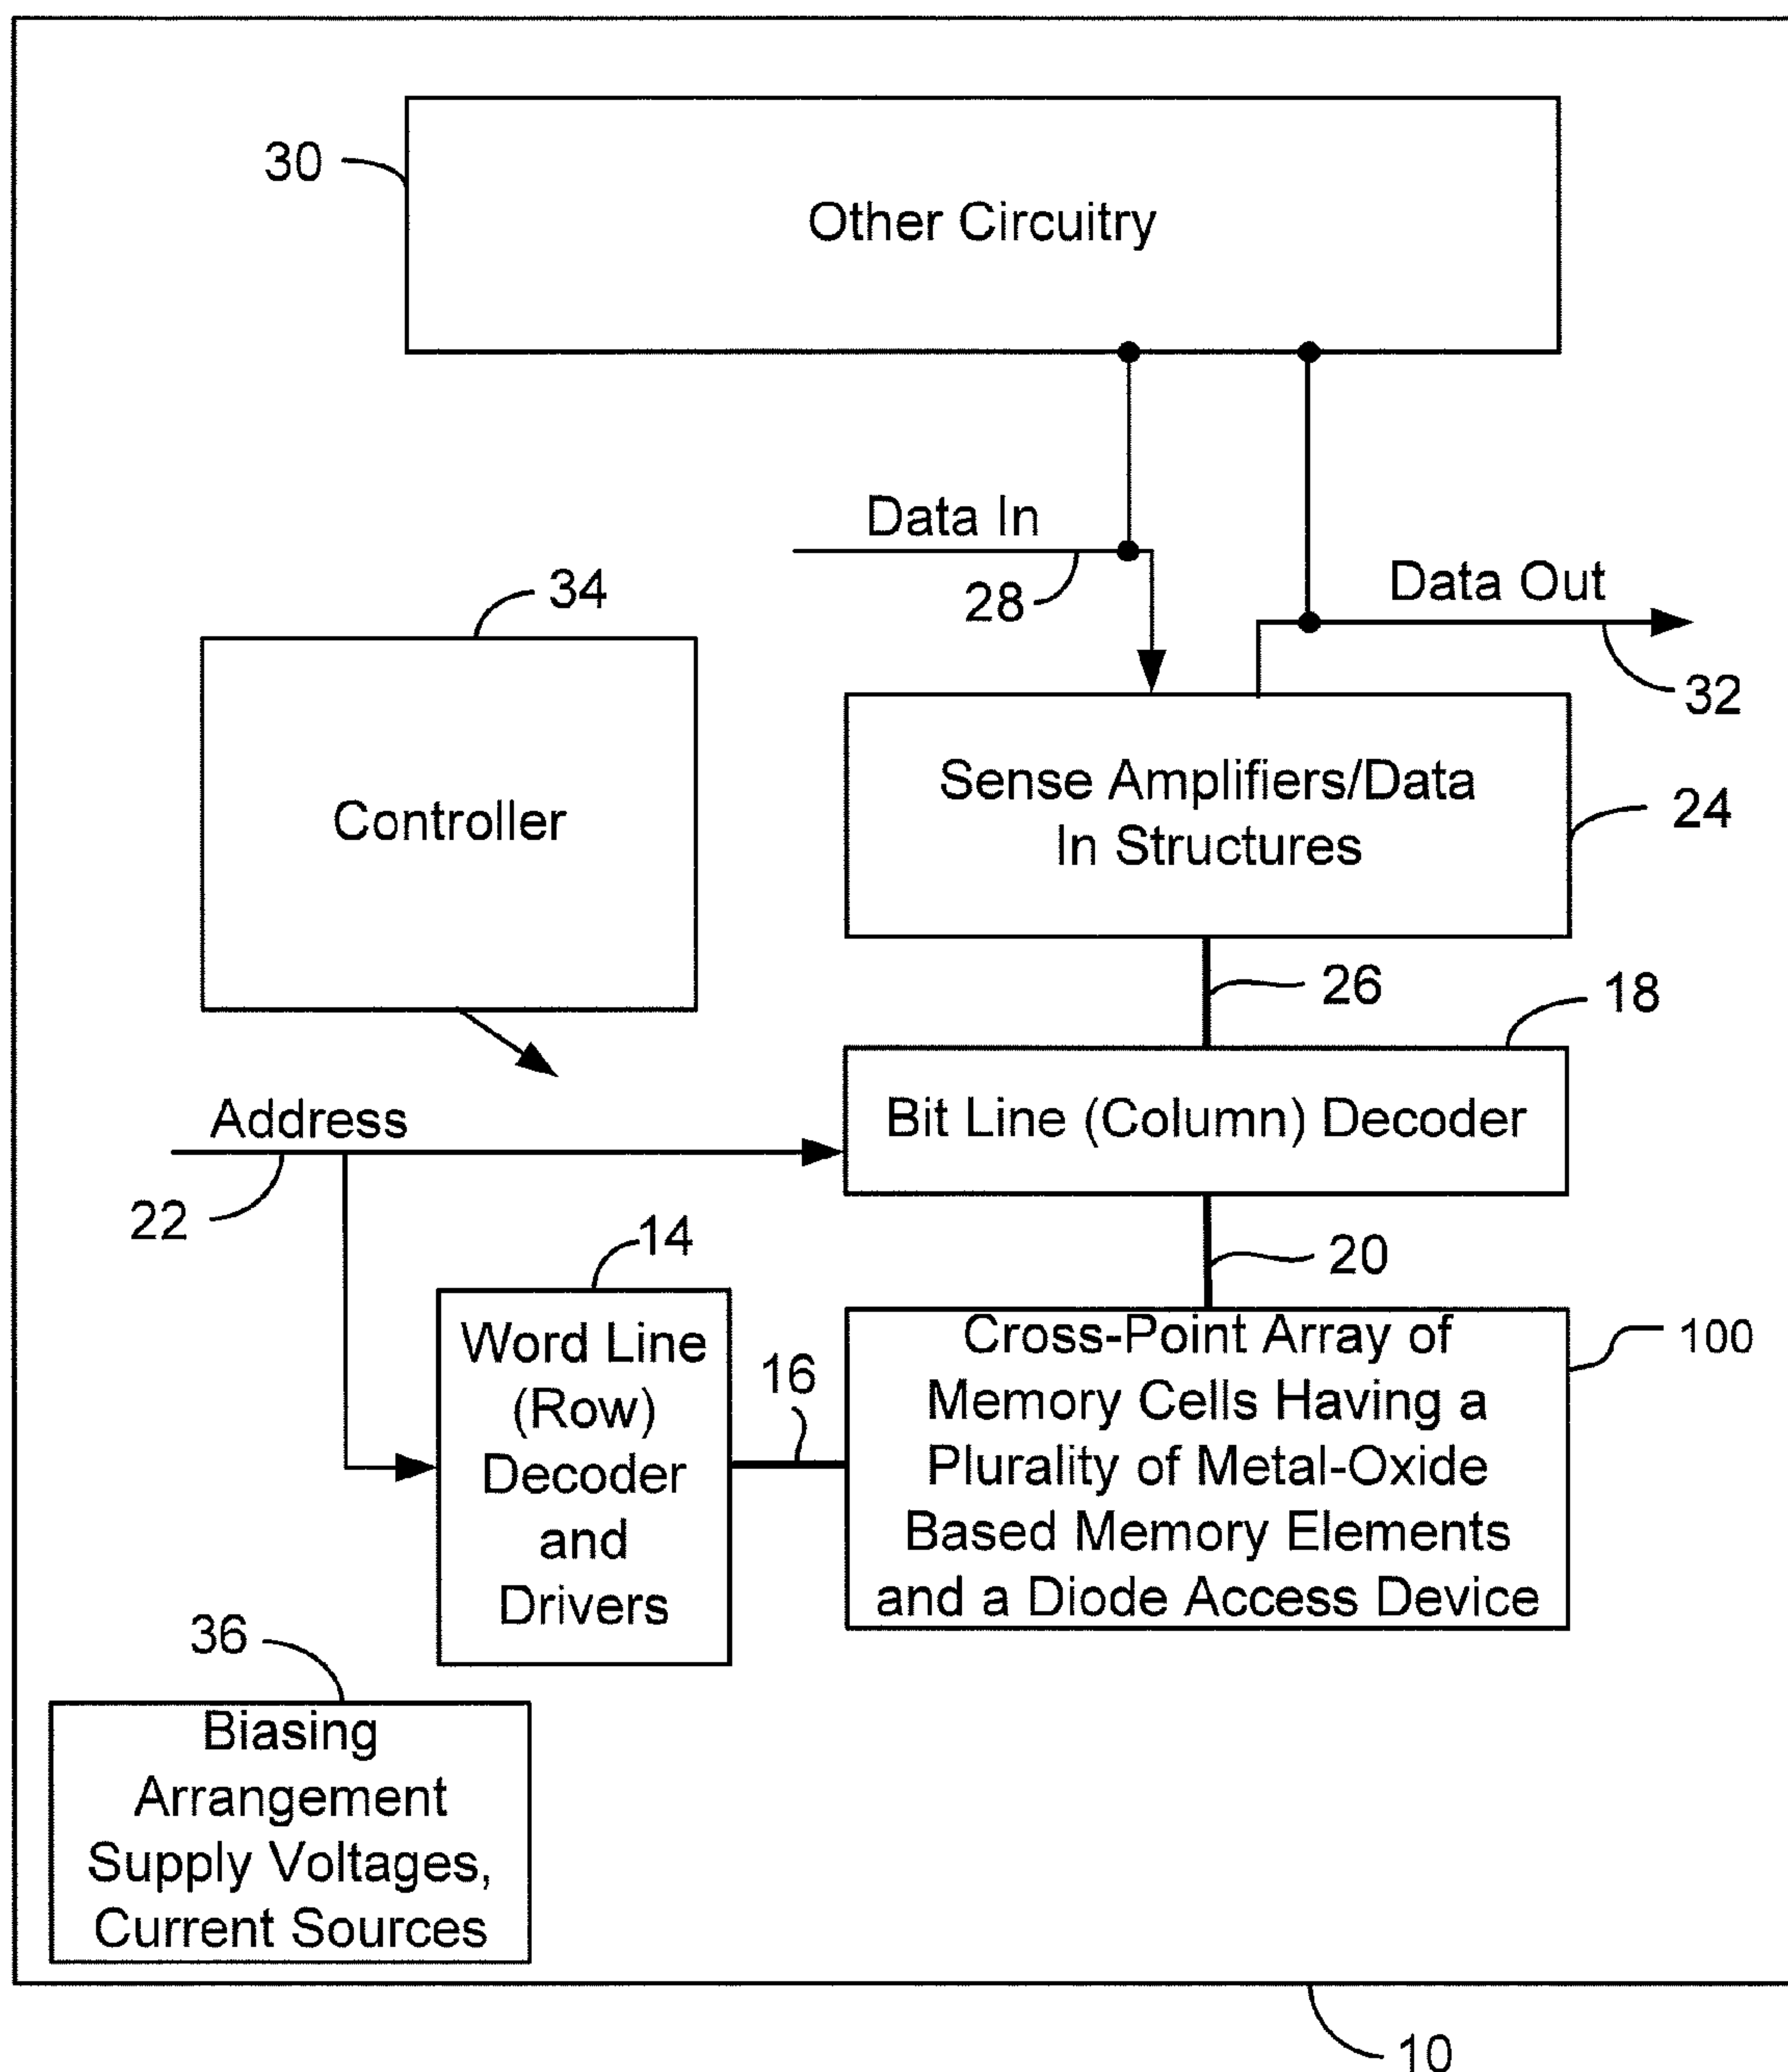 30
Other Circuitry
Data In
28
Data Out
32
34
Controller
Sense Amplifiers/Data
In Structures
24
26
18
Bit Line (Column) Decoder
Address
22
20
14
Word Line
(Row)
Decoder
and
Drivers
16
Cross-Point Array of
Memory Cells Having a
Plurality of Metal-Oxide
Based Memory Elements
and a Diode Access Device
100
36
Biasing
Arrangement
Supply Voltages,
Current Sources
10